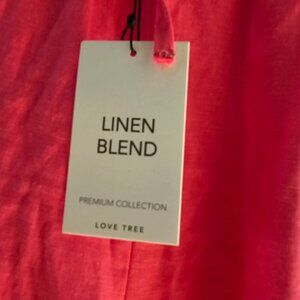 LINEN
BLEND
PREMIUM COLLECTION
LOVE TREE